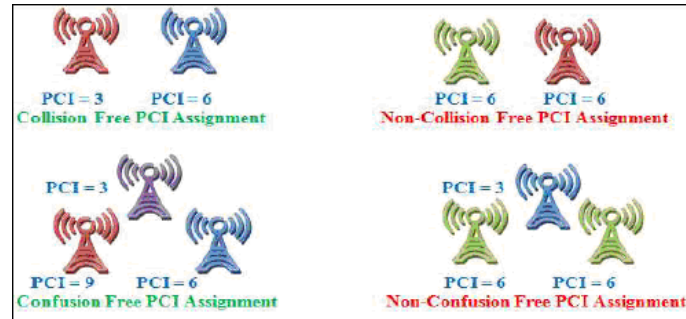 PCI = 3 PCI = 6
Collision Free PCI Assignment
PCI = 6 PCI = 6
Non-Collision Free PCI Assignment
PCI = 3
PCI = 9 PCI = 6
Confusion Free PCI Assignment
PCI = 3
PCI = 6 PCI = 6
Non-Confusion Free PCI Assignment